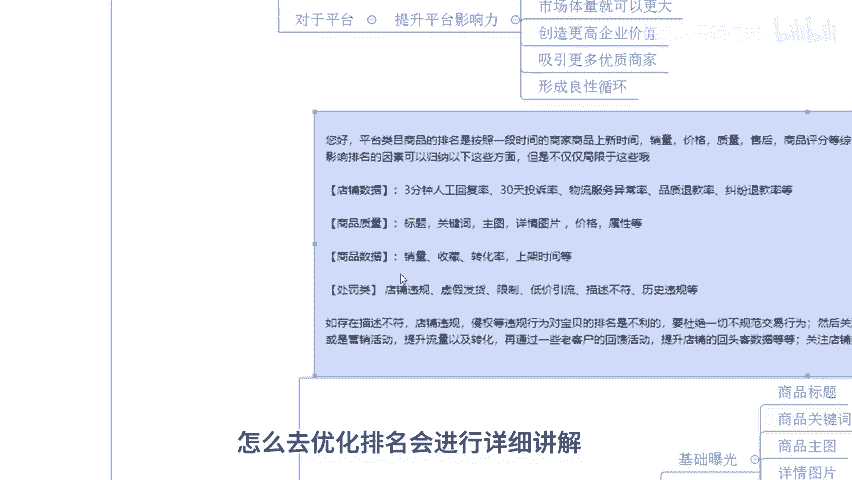 市场体量就可以更大
对于平台 提升平台影响力
创造更高企业价值
bilibili
吸引更多优质商家
形成良性循环
您好，平台类目商品的排名是按照一段时间的商家商品上新时间，销量，价格，质量，售后，商品评分等综
影响排名的因素可以归纳以下这些方面，但是不仅仅局限于这些哦
【店铺数据】：3分钟人工回复率、30天投诉率、物流服务异常率、品质退款率、纠纷退款率等
【商品质量】：标题，关键词，主图，详情图片 ，价格，属性等
【商品数据】：销量、收藏、转化率，上架时间等
【处罚类】 店铺违规、虚假发货、限制、低价引流、描述不符、历史违规等
如存在描述不符，店铺违规，侵权等违规行为对宝贝的排名是不利的，要杜绝一切不规范交易行为；然后关
或是营销活动，提升流量以及转化，再通过一些老客户的回馈活动，提升店铺的回头客数据等等；关注店铺
商品标题
商品关键词
怎么去优化排名会进行详细讲解
商品主图
基础曝光
详情图片